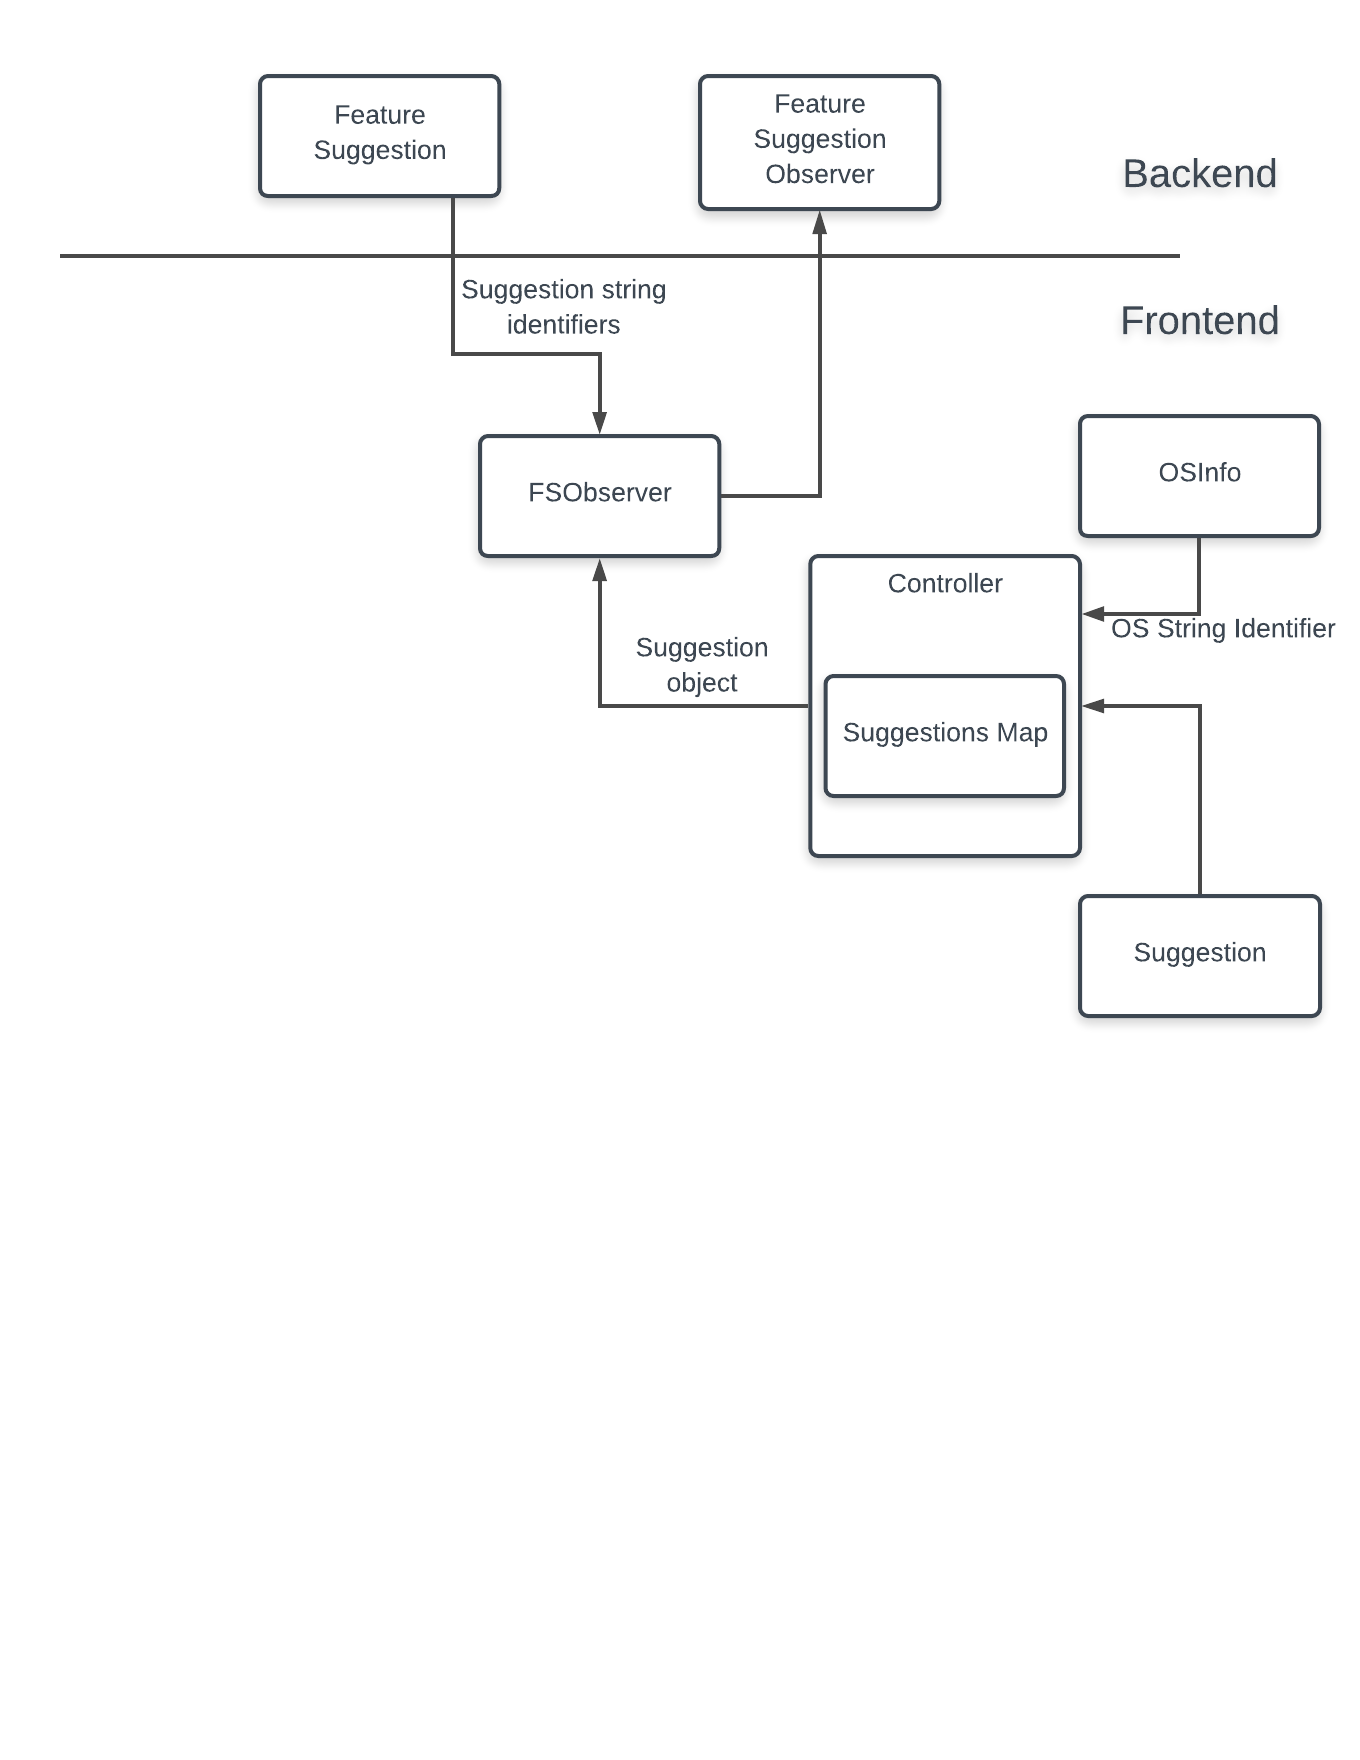 Feature
Suggestion
Feature
Suggestion
Observer
Backend
Suggestion string
identifiers
Frontend
FSObserver
OSInfo
Controller
OS String Identifier
Suggestion
object
Suggestions Map
Suggestion